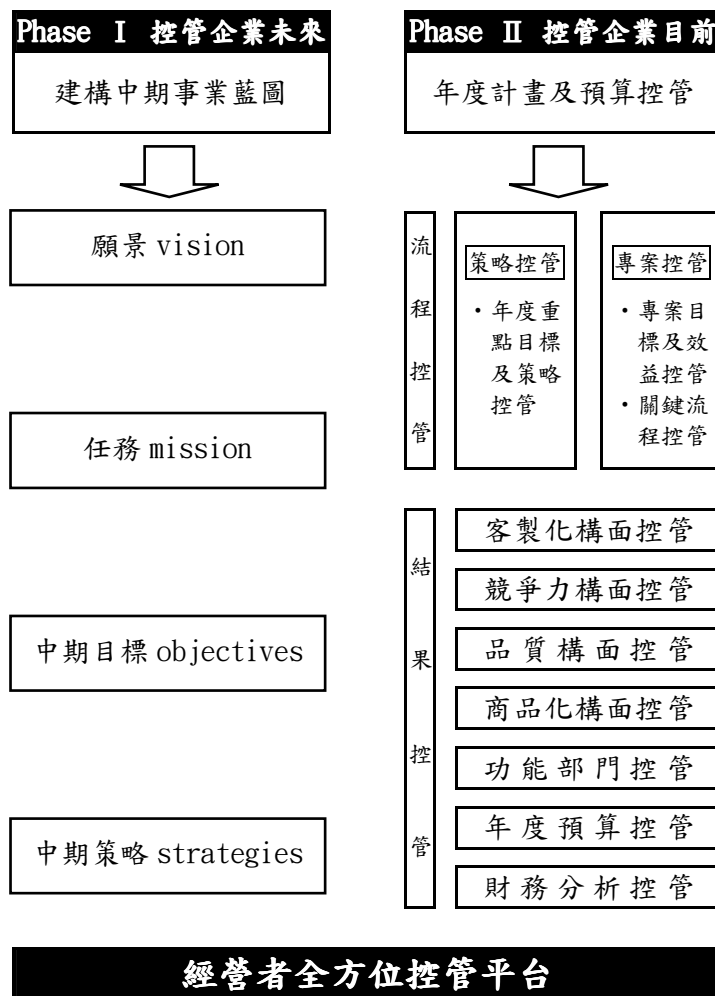 Phase Ⅰ 控管企業未來
建構中期事業藍圖
願景 vision
任務 mission
中期目標 objectives
中期策略 strategies
Phase Ⅱ 控管企業目前
年度計畫及預算控管
流程控管
策略控管
・年度重
點目標
及策略
控管
專案控管
・專案目
標及效
益控管
・關鍵流
程控管
結果控管
客製化構面控管
競爭力構面控管
品質構面控管
商品化構面控管
功能部門控管
年度預算控管
財務分析控管
經營者全方位控管平台